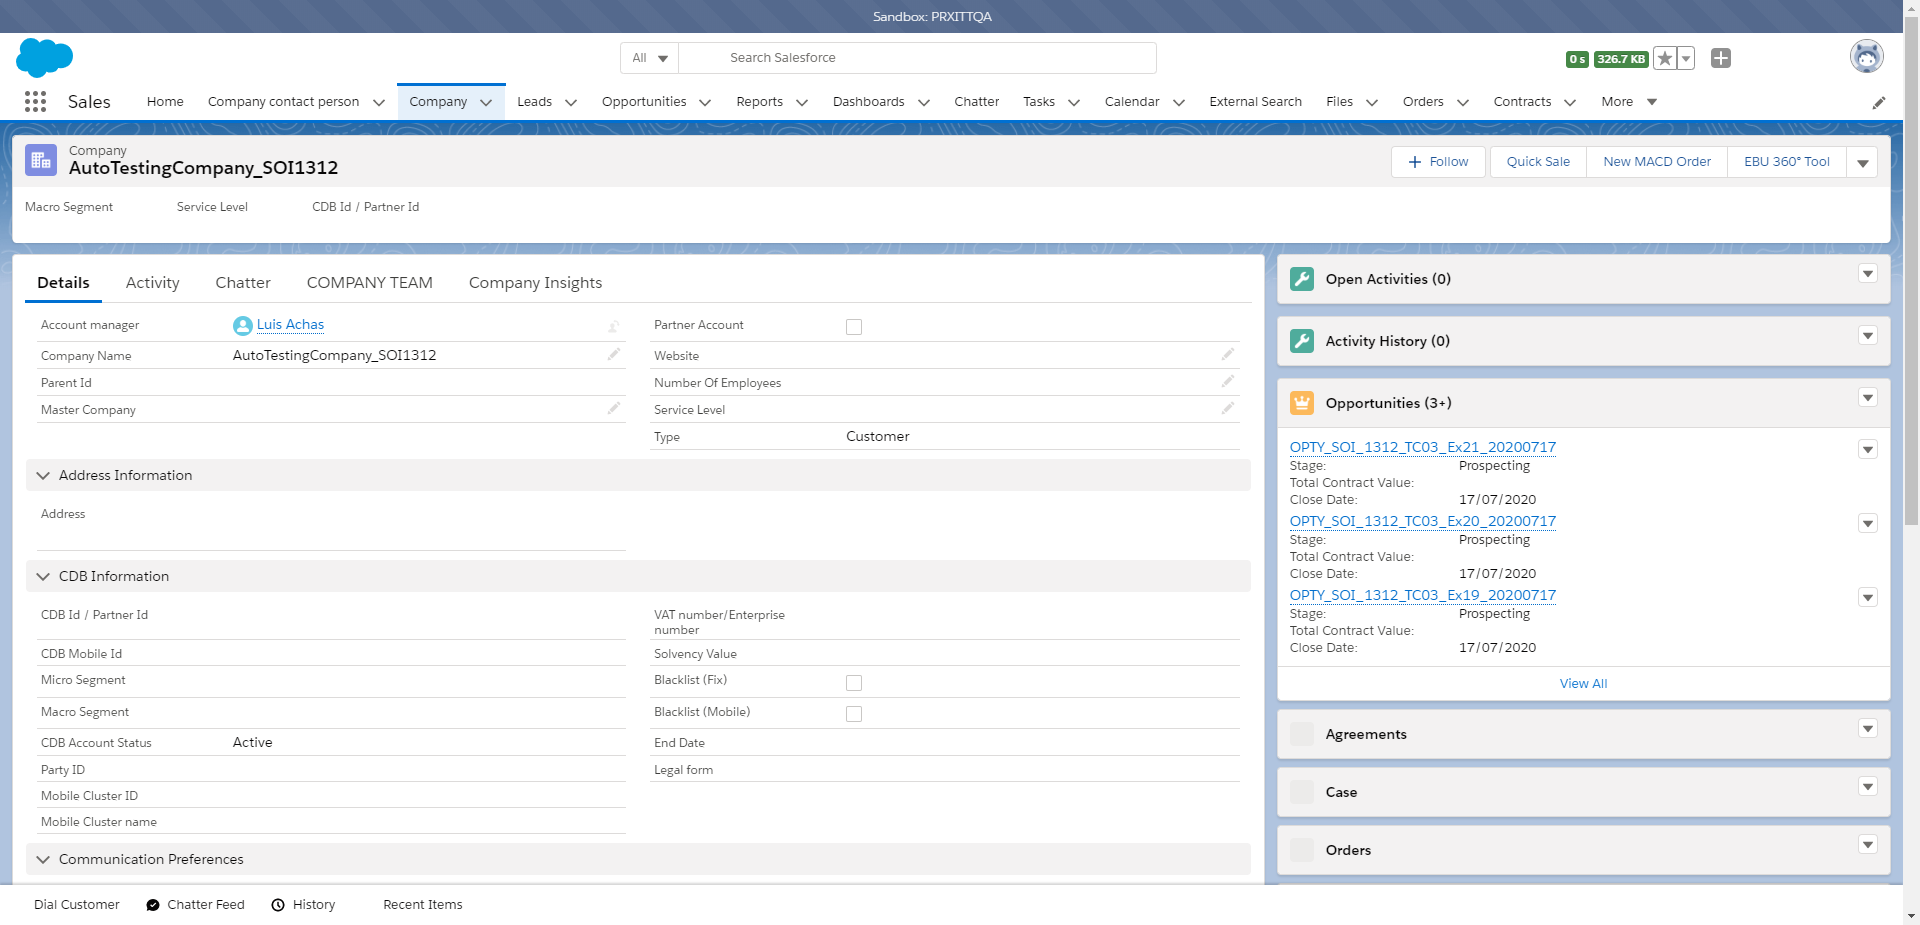 Sandbox: PRXITTQA
All
Search Salesforce
0 s
326.7 KB
Sales
Home
Company contact person
Company
Leads
Opportunities
Reports
Dashboards
Chatter
Tasks
Calendar
External Search
Files
Orders
Contracts
More
Company
AutoTestingCompany_SOI1312
Follow
Quick Sale
New MACD Order
EBU 360° Tool
Macro Segment
Service Level
CDB Id / Partner Id
Details
Activity
Chatter
COMPANY TEAM
Company Insights
Account manager
Luis Achas
Company Name
AutoTestingCompany_SOI1312
Parent Id
Master Company
Partner Account
Website
Number Of Employees
Service Level
Type
Customer
Address Information
Address
CDB Information
CDB Id / Partner Id
CDB Mobile Id
Micro Segment
Macro Segment
CDB Account Status
Active
Party ID
Mobile Cluster ID
Mobile Cluster name
VAT number/Enterprise
number
Solvency Value
Blacklist (Fix)
Blacklist (Mobile)
End Date
Legal form
Communication Preferences
Open Activities (0)
Activity History (0)
Opportunities (3+)
OPTY_SOI_1312_TC03_Ex21_20200717
Stage: Prospecting
Total Contract Value:
Close Date: 17/07/2020
OPTY_SOI_1312_TC03_Ex20_20200717
Stage: Prospecting
Total Contract Value:
Close Date: 17/07/2020
OPTY_SOI_1312_TC03_Ex19_20200717
Stage: Prospecting
Total Contract Value:
Close Date: 17/07/2020
View All
Agreements
Case
Orders
Dial Customer
Chatter Feed
History
Recent Items